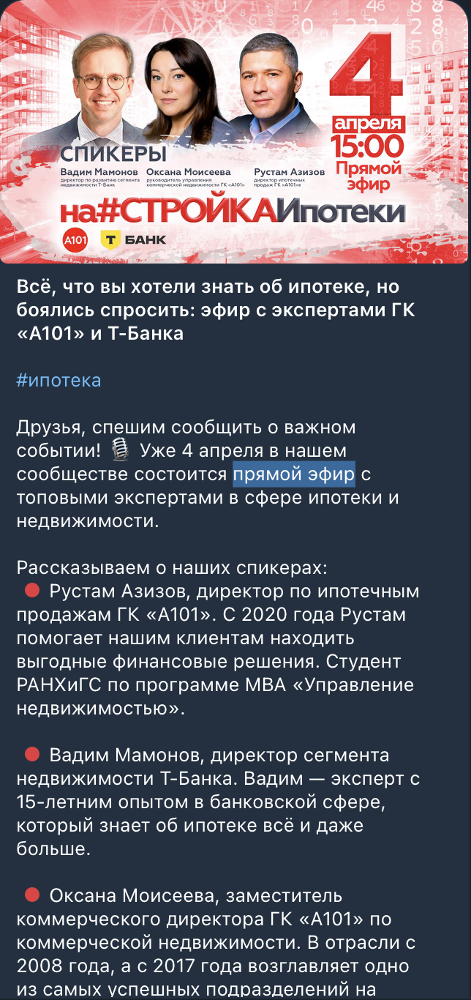 4
апреля
15:00
Прямой
эфир
СПИКЕРЫ
Вадим Мамонов
директор по развитию сегмента
недвижимости Т-Банк
Оксана Моисеева
руководитель управления
коммерческой недвижимости ГК «А101»
Рустам Азизов
директор ипотечных
продаж ГК «А101»е
на#СТРОЙКАИпотеки
А101
Т БАНК
Всё, что вы хотели знать об ипотеке, но
боялись спросить: эфир с экспертами ГК
«А101» и Т-Банка
#ипотека
Друзья, спешим сообщить о важном
событии! 🎙 Уже 4 апреля в нашем
сообществе состоится прямой эфир с
топовыми экспертами в сфере ипотеки и
недвижимости.
Рассказываем о наших спикерах:
🔴 Рустам Азизов, директор по ипотечным
продажам ГК «А101». С 2020 года Рустам
помогает нашим клиентам находить
выгодные финансовые решения. Студент
РАНХиГС по программе МВА «Управление
недвижимостью».
🔴 Вадим Мамонов, директор сегмента
недвижимости Т-Банка. Вадим — эксперт с
15-летним опытом в банковской сфере,
который знает об ипотеке всё и даже
больше.
🔴 Оксана Моисеева, заместитель
коммерческого директора ГК «А101» по
коммерческой недвижимости. В отрасли с
2008 года, а с 2017 года возглавляет одно
из самых успешных подразделений на